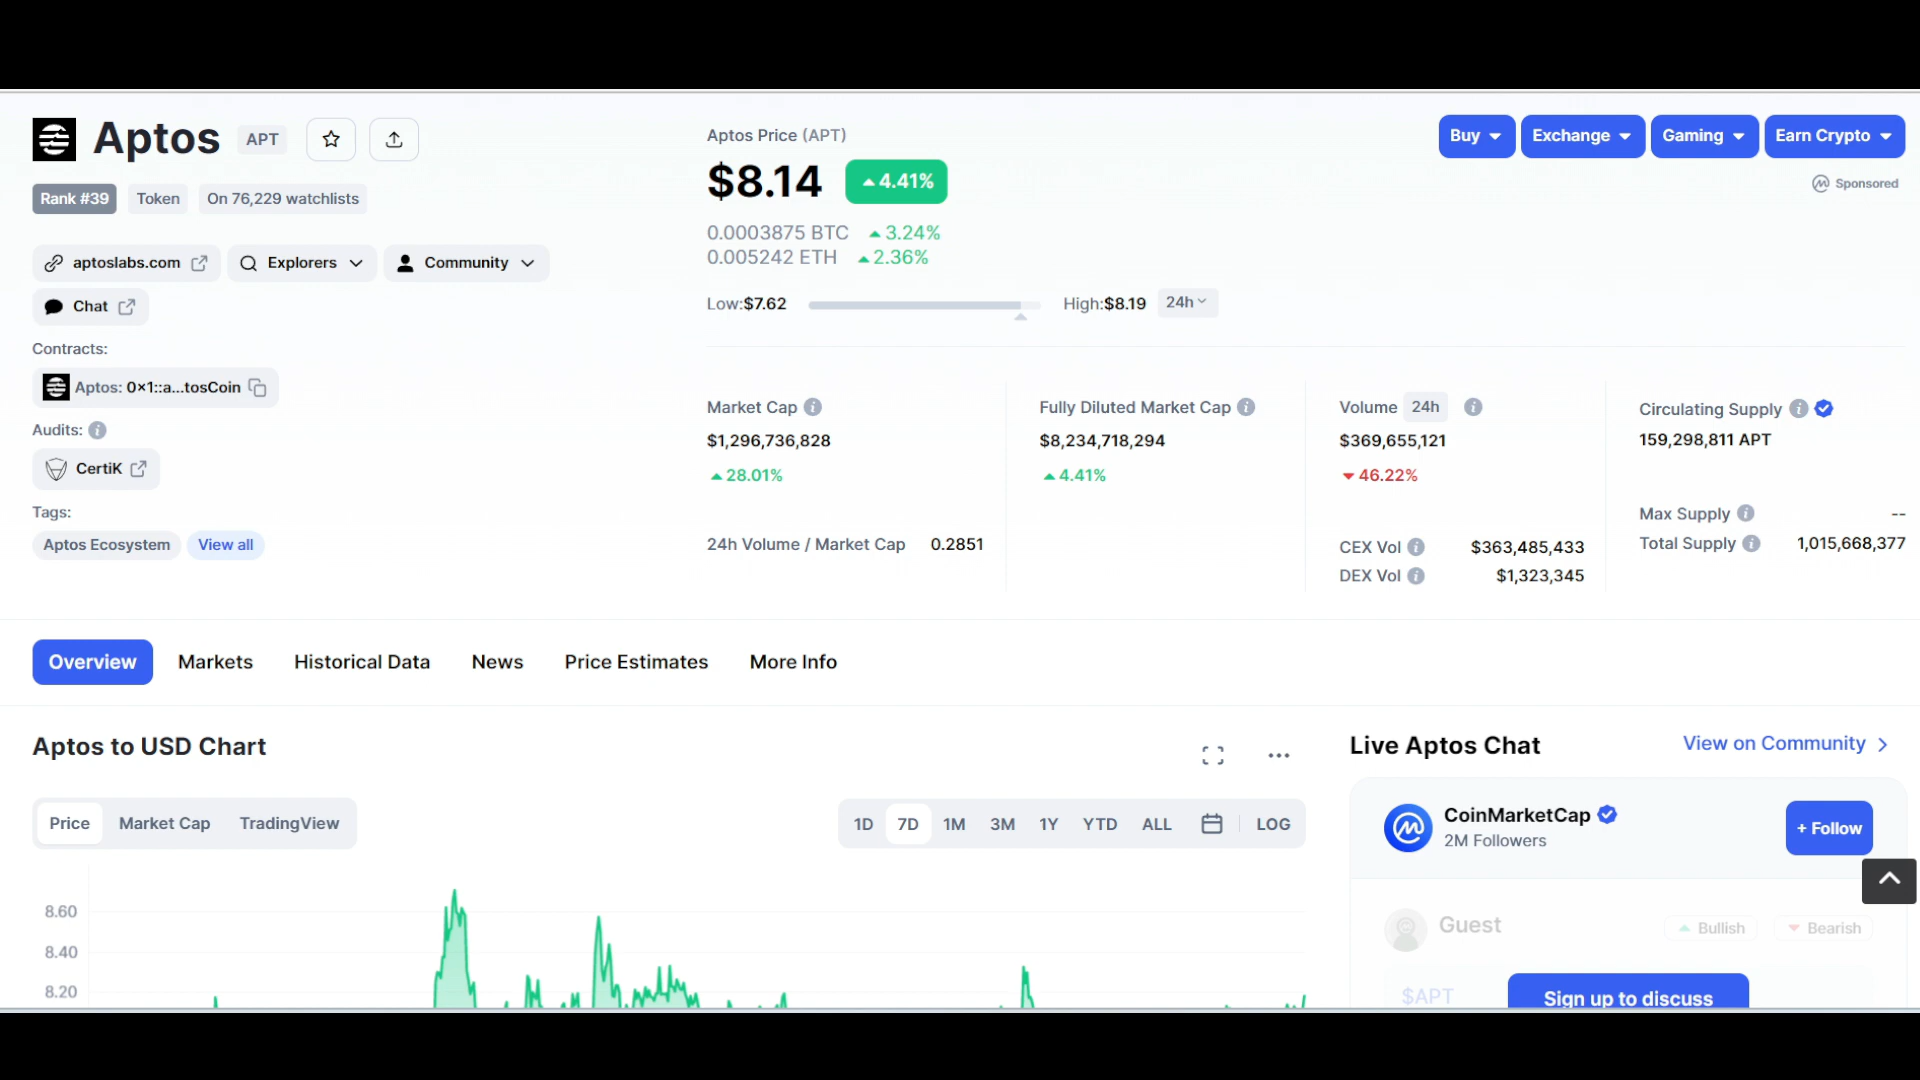 Aptos APT
Rank #39 Token On 76,229 watchlists
aptoslabs.com Explorers Community
Chat
Contracts:
Aptos: 0x1::a...tosCoin
Audits:
CertiK
Tags:
Aptos Ecosystem View all
Aptos Price (APT)
$8.14 4.41%
0.0003875 BTC 3.24%
0.005242 ETH 2.36%
Low:$7.62 High:$8.19 24h
Buy Exchange Gaming Earn Crypto
Sponsored
Market Cap
$1,296,736,828
28.01%
24h Volume / Market Cap 0.2851
Fully Diluted Market Cap
$8,234,718,294
4.41%
Volume 24h
$369,655,121
46.22%
CEX Vol $363,485,433
DEX Vol $1,323,345
Circulating Supply
159,298,811 APT
Max Supply --
Total Supply 1,015,668,377
Overview Markets Historical Data News Price Estimates More Info
Aptos to USD Chart
Price Market Cap TradingView
1D 7D 1M 3M 1Y YTD ALL LOG
8.60
8.40
8.20
Live Aptos Chat View on Community
CoinMarketCap
2M Followers
+ Follow
Guest Bullish Bearish
$APT
Sign up to discuss